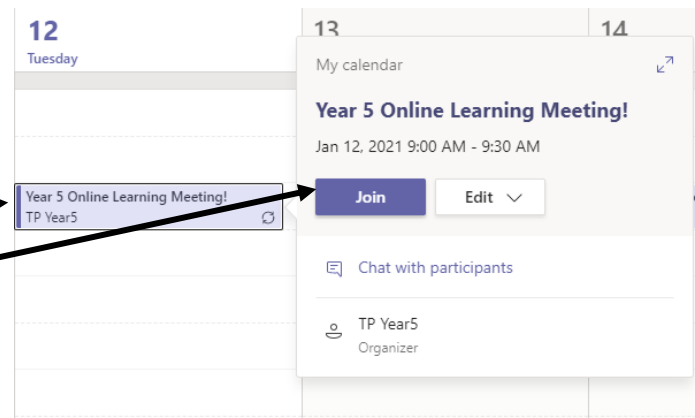 12
Tuesday
13
14
My calendar
Year 5 Online Learning Meeting!
Jan 12, 2021 9:00 AM - 9:30 AM
Join
Edit
Year 5 Online Learning Meeting!
TP Year5
Chat with participants
TP Year5
Organizer